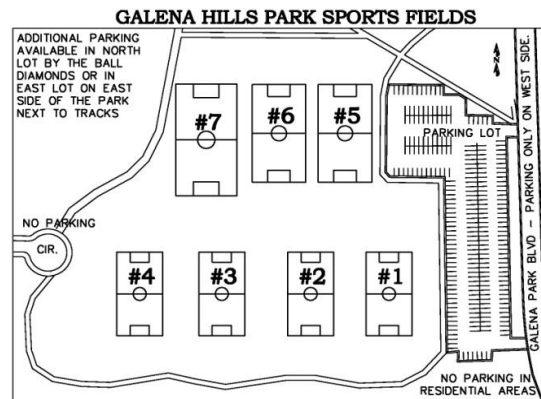 GALENA HILLS PARK SPORTS FIELDS
ADDITIONAL PARKING
AVAILABLE IN NORTH
LOT BY THE BALL
DIAMONDS OR IN
EAST LOT ON EAST
SIDE OF THE PARK
NEXT TO TRACKS
N
#7
#6
#5
PARKING LOT
GALENA PARK BLVD - PARKING ONLY ON WEST SIDE.
NO PARKING
CIR.
#4
#3
#2
#1
NO PARKING IN
RESIDENTIAL AREAS